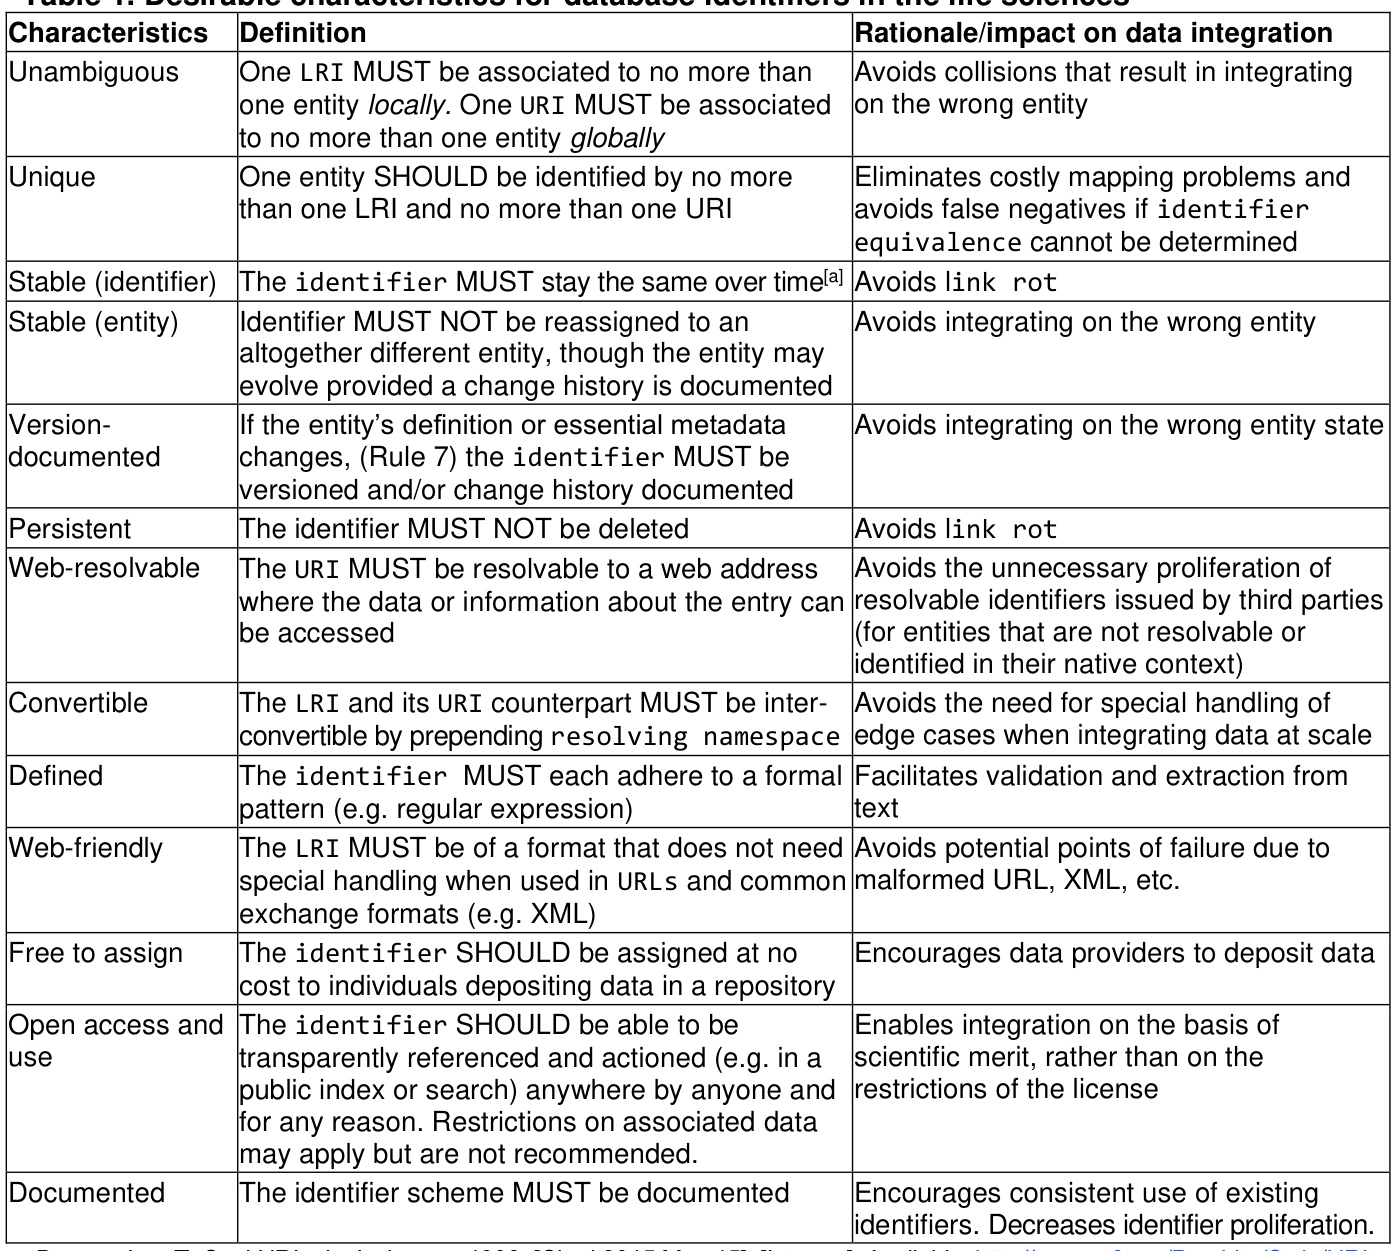 Table 1. Desirable characteristics for database identifiers in the life sciences
Characteristics Definition Rationale/impact on data integration
Unambiguous One LRI MUST be associated to no more than Avoids collisions that result in integrating
one entity locally. One URI MUST be associated on the wrong entity
to no more than one entity globally
Unique One entity SHOULD be identified by no more Eliminates costly mapping problems and
than one LRI and no more than one URI avoids false negatives if identifier
equivalence cannot be determined
Stable (identifier) The identifier MUST stay the same over time[a] Avoids link rot
Stable (entity) Identifier MUST NOT be reassigned to an Avoids integrating on the wrong entity
altogether different entity, though the entity may
evolve provided a change history is documented
Version- If the entity’s definition or essential metadata Avoids integrating on the wrong entity state
documented changes, (Rule 7) the identifier MUST be
versioned and/or change history documented
Persistent The identifier MUST NOT be deleted Avoids link rot
Web-resolvable The URI MUST be resolvable to a web address Avoids the unnecessary proliferation of
where the data or information about the entry can resolvable identifiers issued by third parties
be accessed (for entities that are not resolvable or
identified in their native context)
Convertible The LRI and its URI counterpart MUST be inter- Avoids the need for special handling of
convertible by prepending resolving namespace edge cases when integrating data at scale
Defined The identifier MUST each adhere to a formal Facilitates validation and extraction from
pattern (e.g. regular expression) text
Web-friendly The LRI MUST be of a format that does not need Avoids potential points of failure due to
special handling when used in URLs and common malformed URL, XML, etc.
exchange formats (e.g. XML)
Free to assign The identifier SHOULD be assigned at no Encourages data providers to deposit data
cost to individuals depositing data in a repository
Open access and The identifier SHOULD be able to be Enables integration on the basis of
use transparently referenced and actioned (e.g. in a scientific merit, rather than on the
public index or search) anywhere by anyone and restrictions of the license
for any reason. Restrictions on associated data
may apply but are not recommended.
Documented The identifier scheme MUST be documented Encourages consistent use of existing
identifiers. Decreases identifier proliferation.